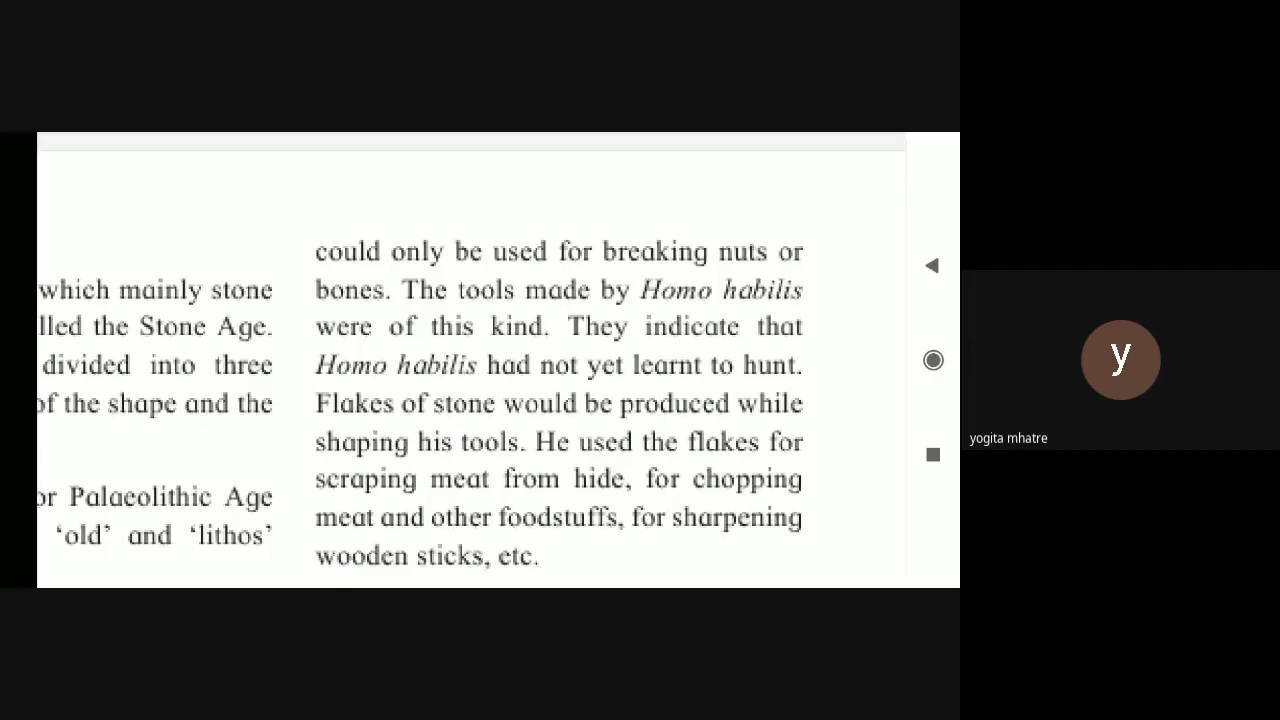 which mainly stone
the Stone Age.
divided into three
of the shape and the
or Palaeolithic Age
‘old’ and ‘lithos’
could only be used for breaking nuts or
bones. The tools made by Homo habilis
were of this kind. They indicate that
Homo habilis had not yet learnt to hunt.
Flakes of stone would be produced while
shaping his tools. He used the flakes for
scraping meat from hide, for chopping
meat and other foodstuffs, for sharpening
wooden sticks, etc.
y
yogita mhatre